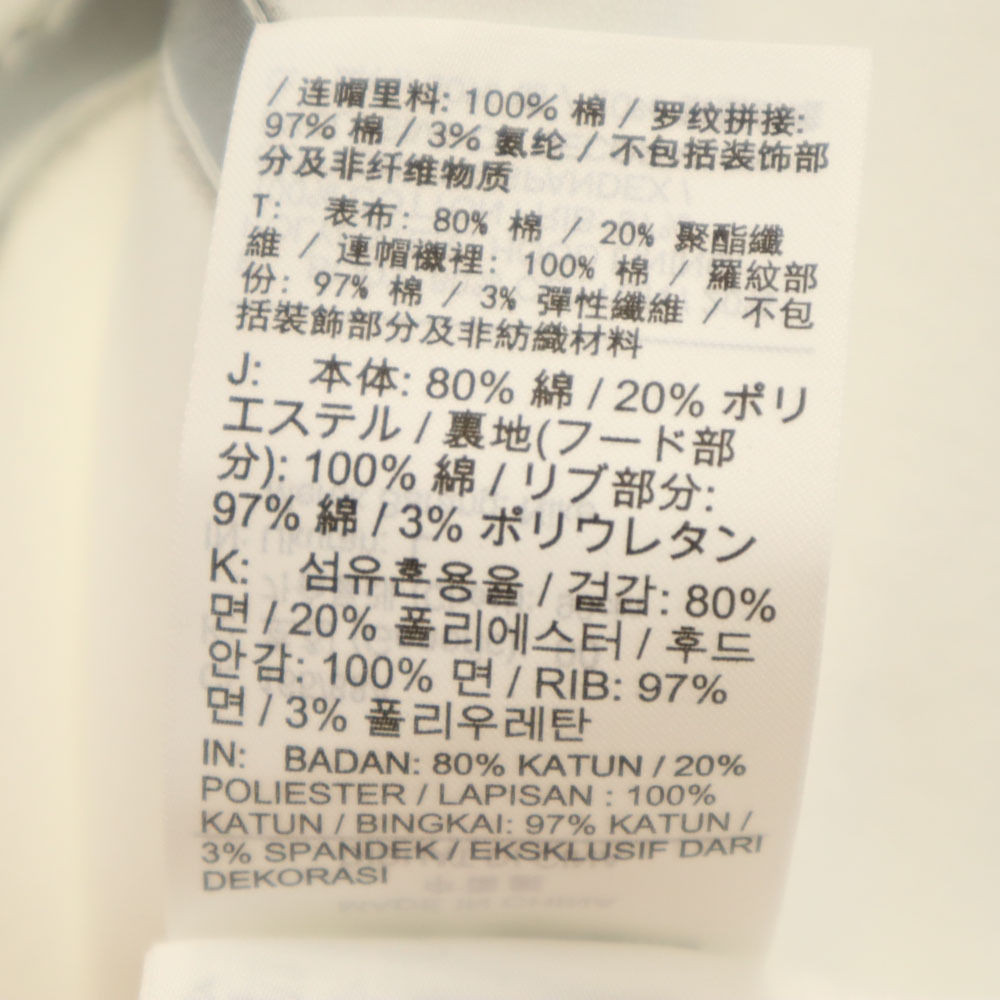 / 连帽里料: 100% 棉 / 罗纹拼接:
97% 棉 / 3% 氨纶 / 不包括装饰部
分及非纤维物质
T: 表布: 80% 棉 / 20% 聚酯纖
維 / 連帽襯裡: 100% 棉 / 羅紋部
份: 97% 棉 / 3% 彈性纖維 / 不包
括裝飾部分及非紡織材料
J: 本体: 80% 綿 / 20% ポリ
エステル / 裏地(フード部
分): 100% 綿 / リブ部分:
97% 綿 / 3% ポリウレタン
K: 섬유혼용율 / 겉감: 80%
면 / 20% 폴리에스터 / 후드
안감: 100% 면 / RIB: 97%
면 / 3% 폴리우레탄
IN: BADAN: 80% KATUN / 20%
POLIESTER / LAPISAN : 100%
KATUN / BINGKAI: 97% KATUN /
3% SPANDEK / EKSKLUSIF DARI
DEKORASI